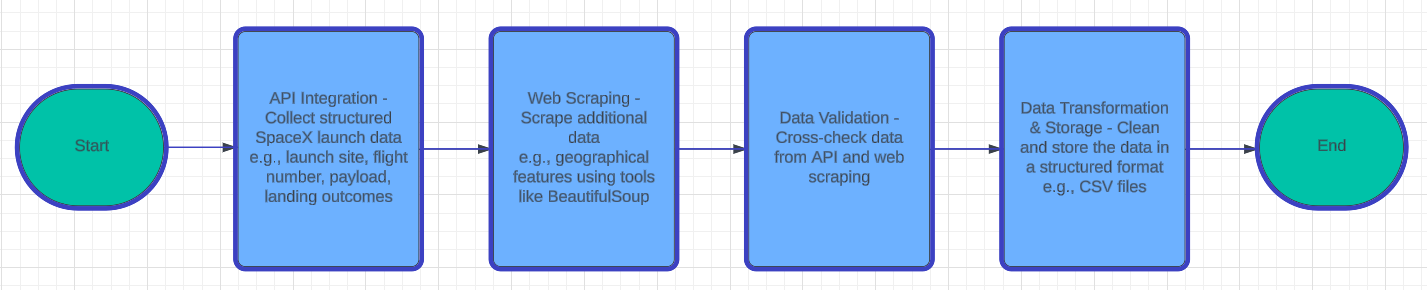 Start
API Integration -
Collect structured
SpaceX launch data
e.g., launch site, flight
number, payload,
landing outcomes
Web Scraping -
Scrape additional
data
e.g., geographical
features using tools
like BeautifulSoup
Data Validation -
Cross-check data
from API and web
scraping
Data Transformation
& Storage - Clean
and store the data in
a structured format
e.g., CSV files
End